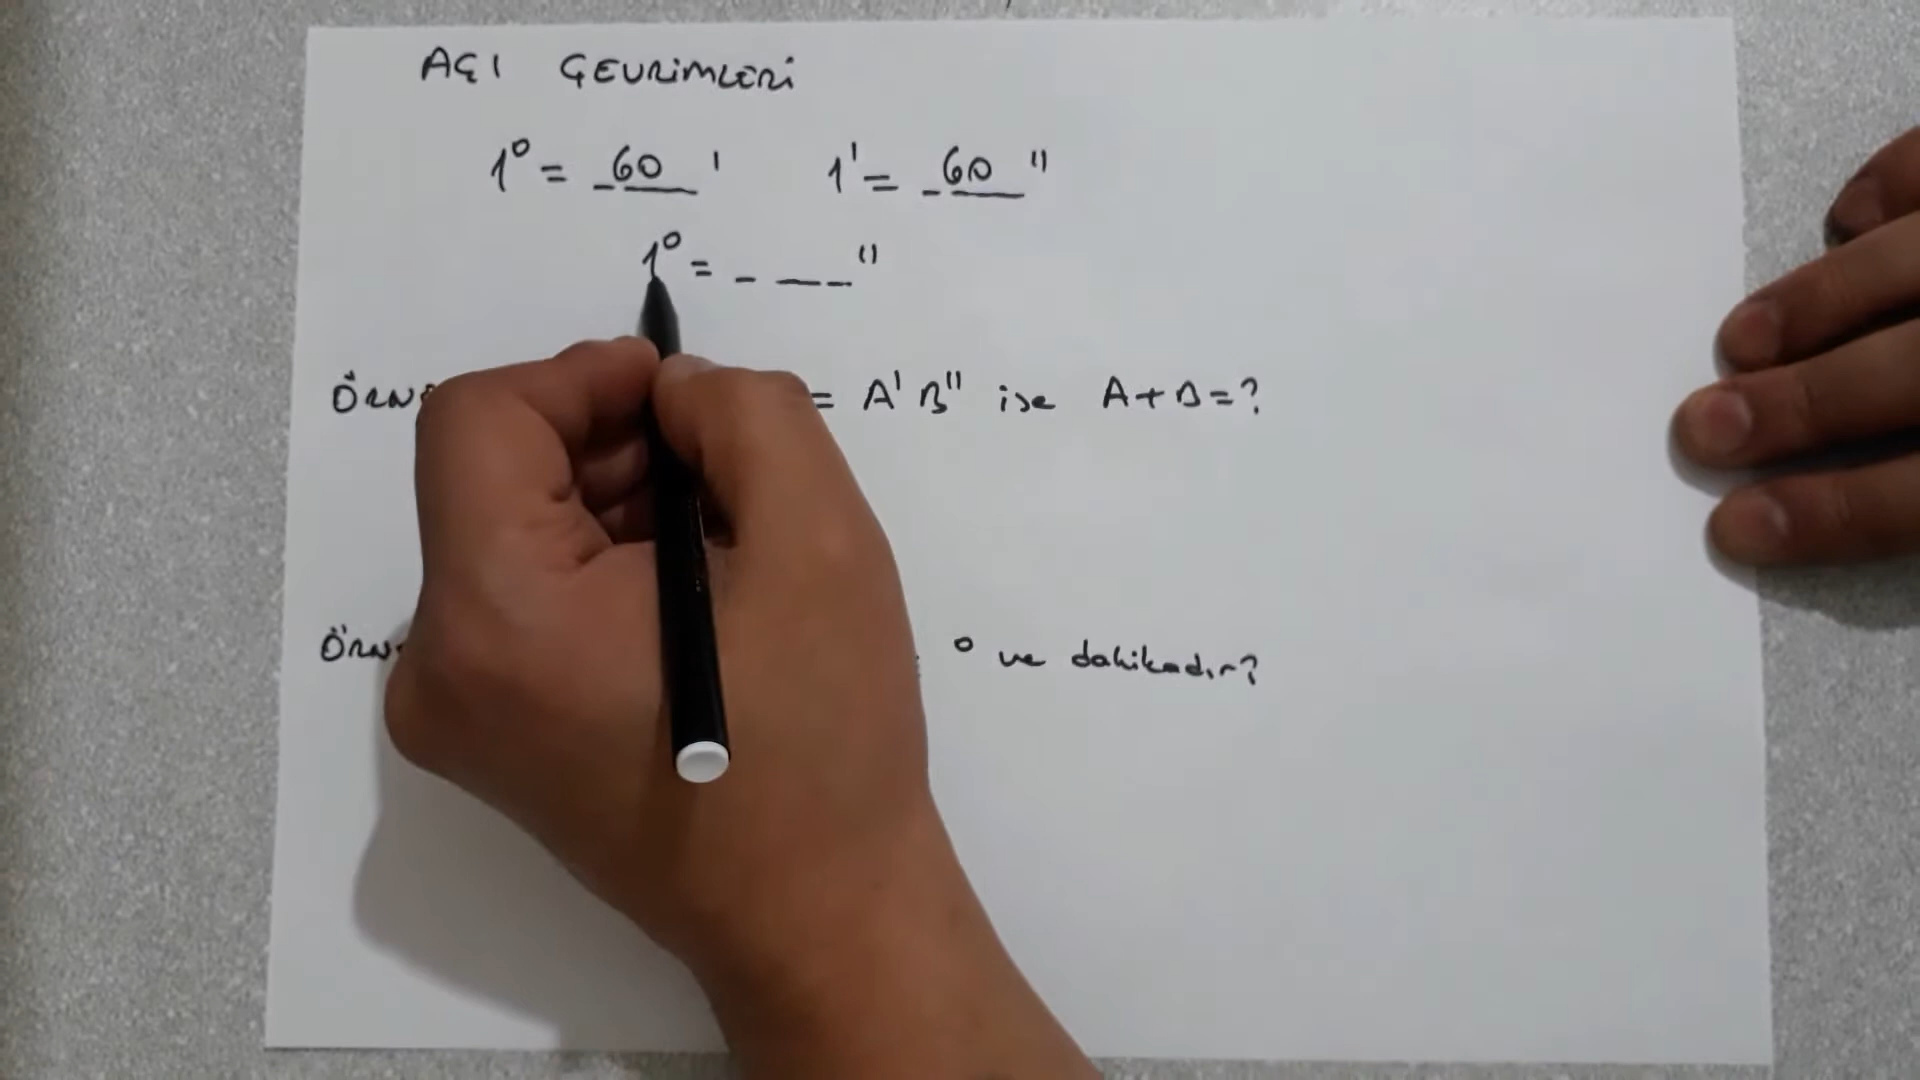 AÇI ÇEVRİMLERİ
1° = 60 ' 1' = 60 "
1° = _ ___"
= A' B" ise A+B=?
° ve dakikadır?